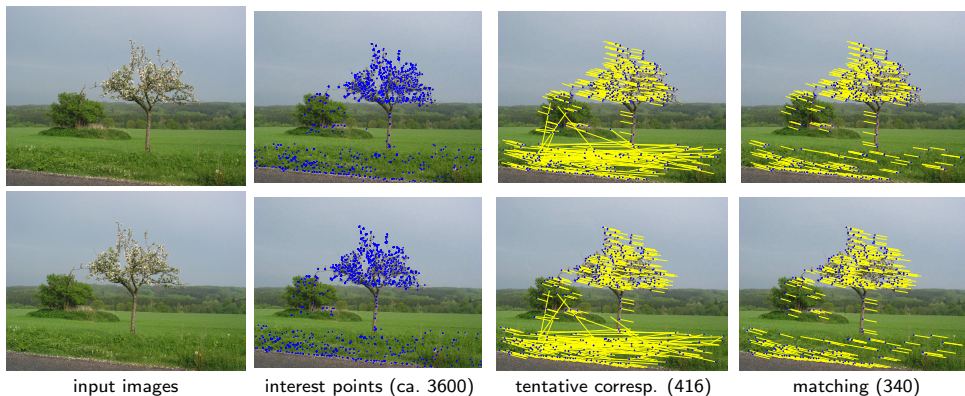 input images
interest points (ca. 3600)
tentative corresp. (416)
matching (340)